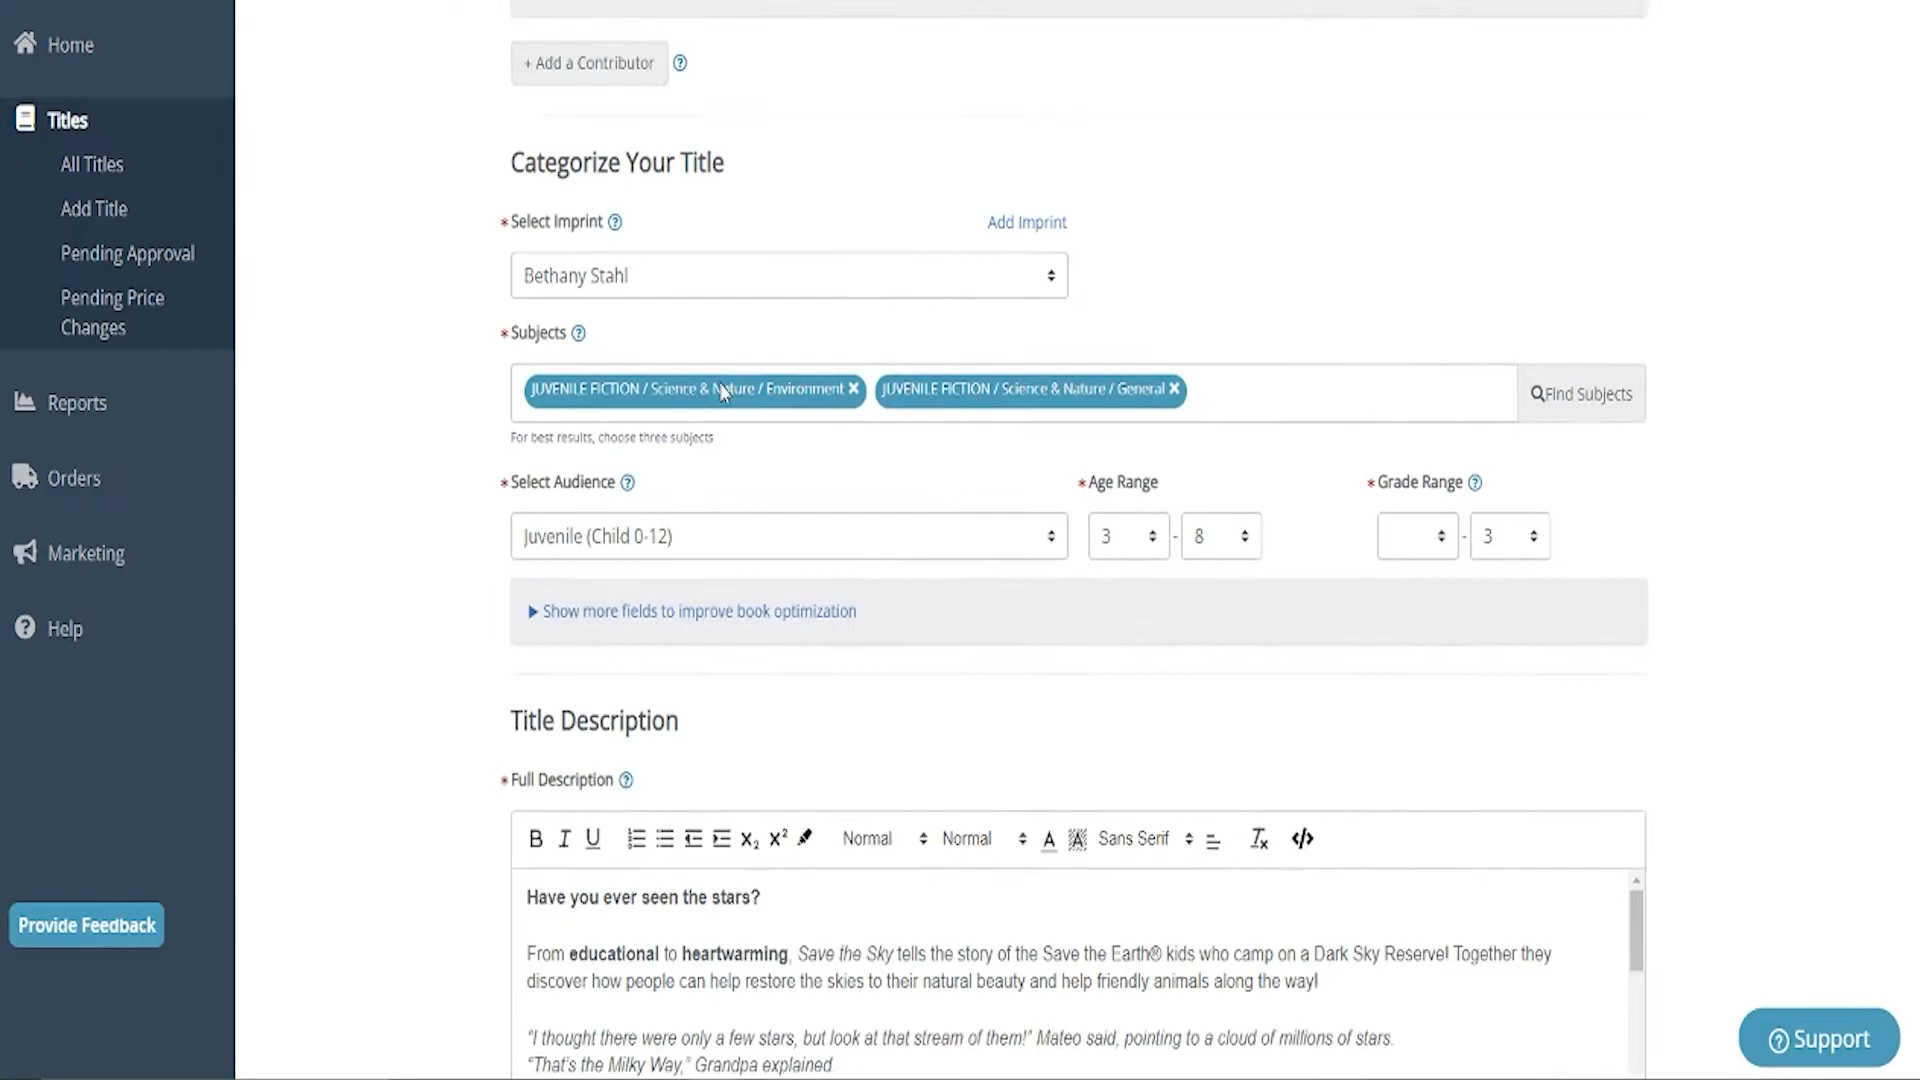 Home
Titles
All Titles
Add Title
Pending Approval
Pending Price
Changes
Reports
Orders
Marketing
Help
Provide Feedback
+ Add a Contributor
Categorize Your Title
* Select Imprint
Add Imprint
Bethany Stahl
* Subjects
JUVENILE FICTION / Science & Nature / Environment × JUVENILE FICTION / Science & Nature / General ×
Find Subjects
For best results, choose three subjects
* Select Audience
* Age Range
* Grade Range
Juvenile (Child 0-12)
3 - 8
- 3
Show more fields to improve book optimization
Title Description
* Full Description
B I U X₂ X² Normal Normal A A Sans Serif Tx </>
Have you ever seen the stars?
From educational to heartwarming, Save the Sky tells the story of the Save the Earth® kids who camp on a Dark Sky Reserve! Together they
discover how people can help restore the skies to their natural beauty and help friendly animals along the way!
"I thought there were only a few stars, but look at that stream of them!" Mateo said, pointing to a cloud of millions of stars.
"That's the Milky Way," Grandpa explained.
Support